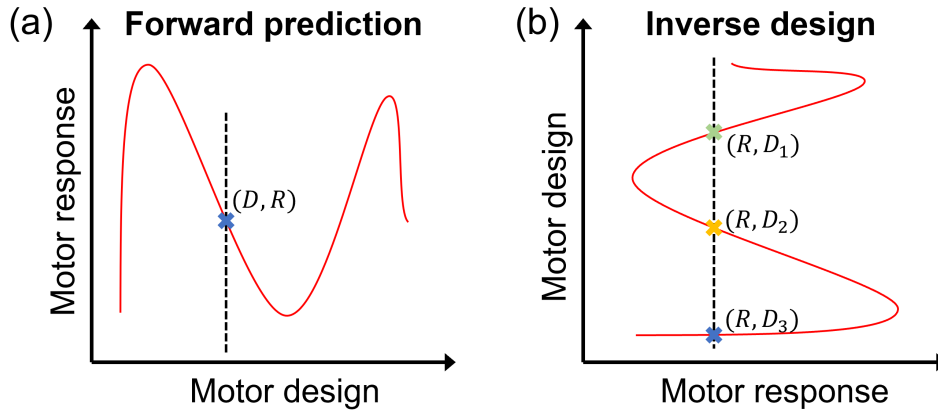 (a) Forward prediction
Motor response
(D, R)
Motor design
(b) Inverse design
Motor design
(R, D₁)
(R, D₂)
(R, D₃)
Motor response